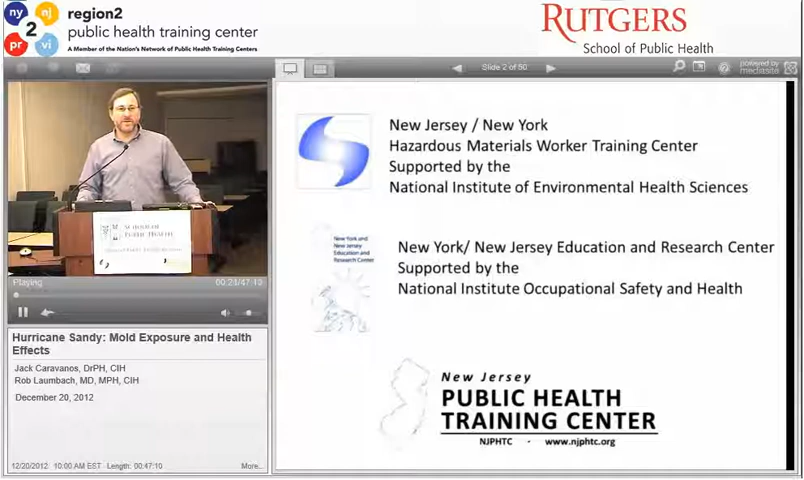 ny
nj
2
pr
vi
region2
public health training center
A Member of the Nation's Network of Public Health Training Centers
RUTGERS
School of Public Health
Slide 2 of 50
powered by
mediasite
SCHOOL OF
PUBLIC HEALTH
Playing
Hurricane Sandy: Mold Exposure and Health
Effects
Jack Caravanos, DrPH, CIH
Rob Laumbach, MD, MPH, CIH
December 20, 2012
12/20/2012 10:00 AM EST Length: 00:47:10
More...
New Jersey / New York
Hazardous Materials Worker Training Center
Supported by the
National Institute of Environmental Health Sciences
New York and
New Jersey
Education and
Research Center
New York/ New Jersey Education and Research Center
Supported by the
National Institute Occupational Safety and Health
New Jersey
PUBLIC HEALTH
TRAINING CENTER
NJPHTC - www.njphtc.org